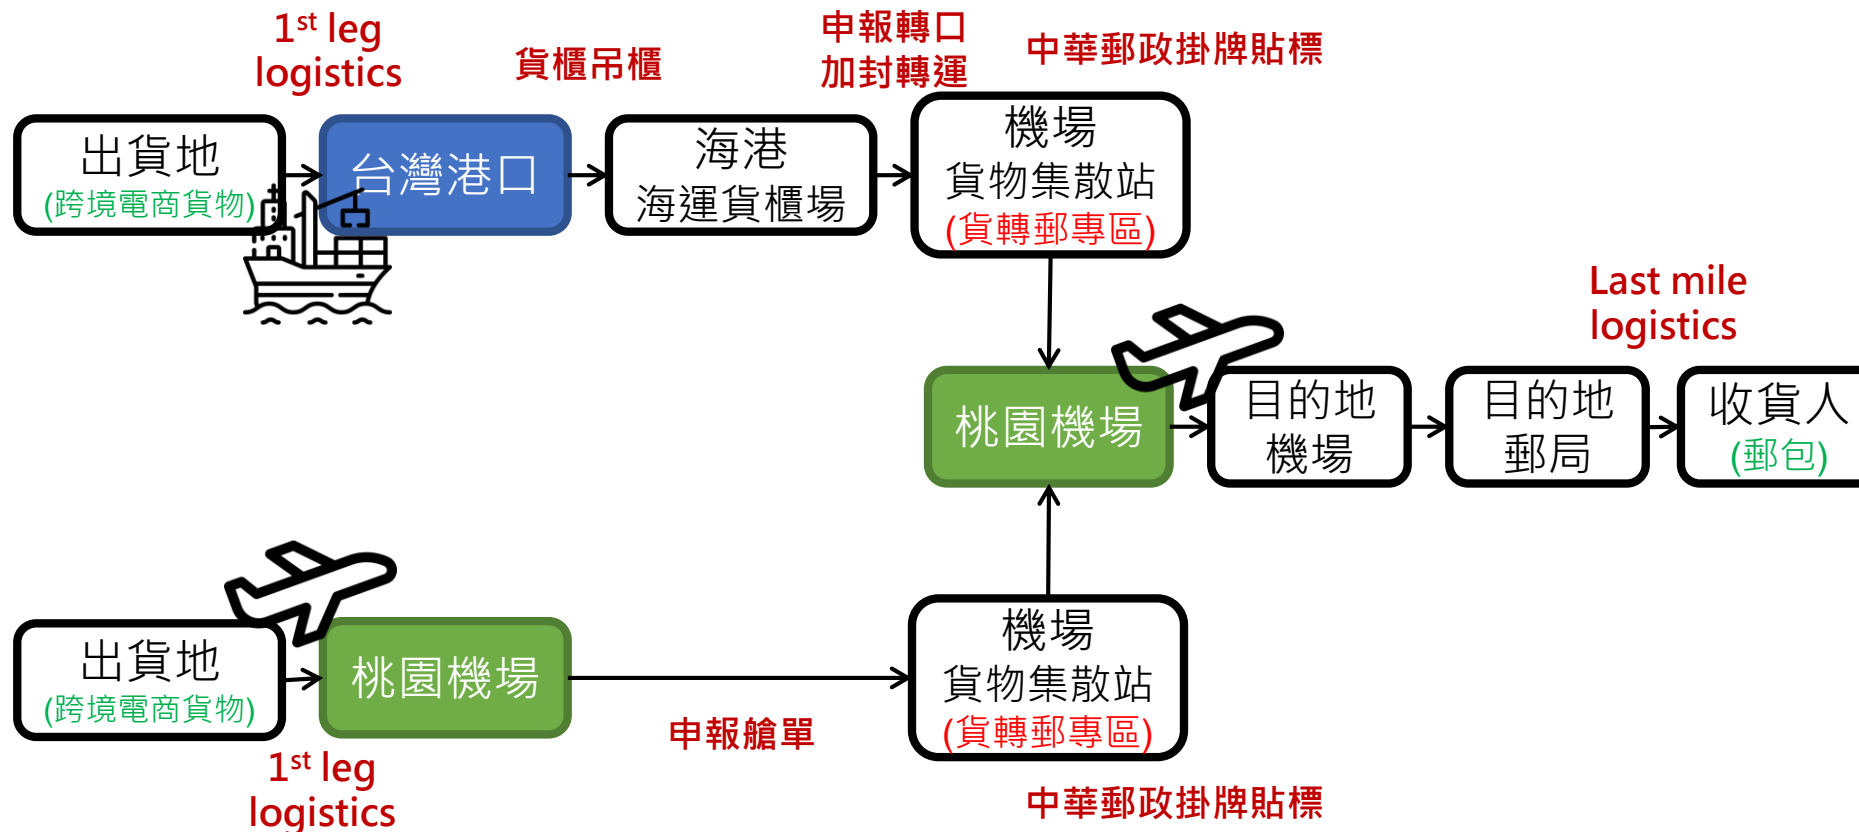 1st leg
logistics
貨櫃吊櫃
申報轉口
加封轉運
中華郵政掛牌貼標
出貨地
(跨境電商貨物)
台灣港口
海港
海運貨櫃場
機場
貨物集散站
(貨轉郵專區)
Last mile
logistics
桃園機場
目的地
機場
目的地
郵局
收貨人
(郵包)
出貨地
(跨境電商貨物)
桃園機場
申報艙單
機場
貨物集散站
(貨轉郵專區)
1st leg
logistics
中華郵政掛牌貼標